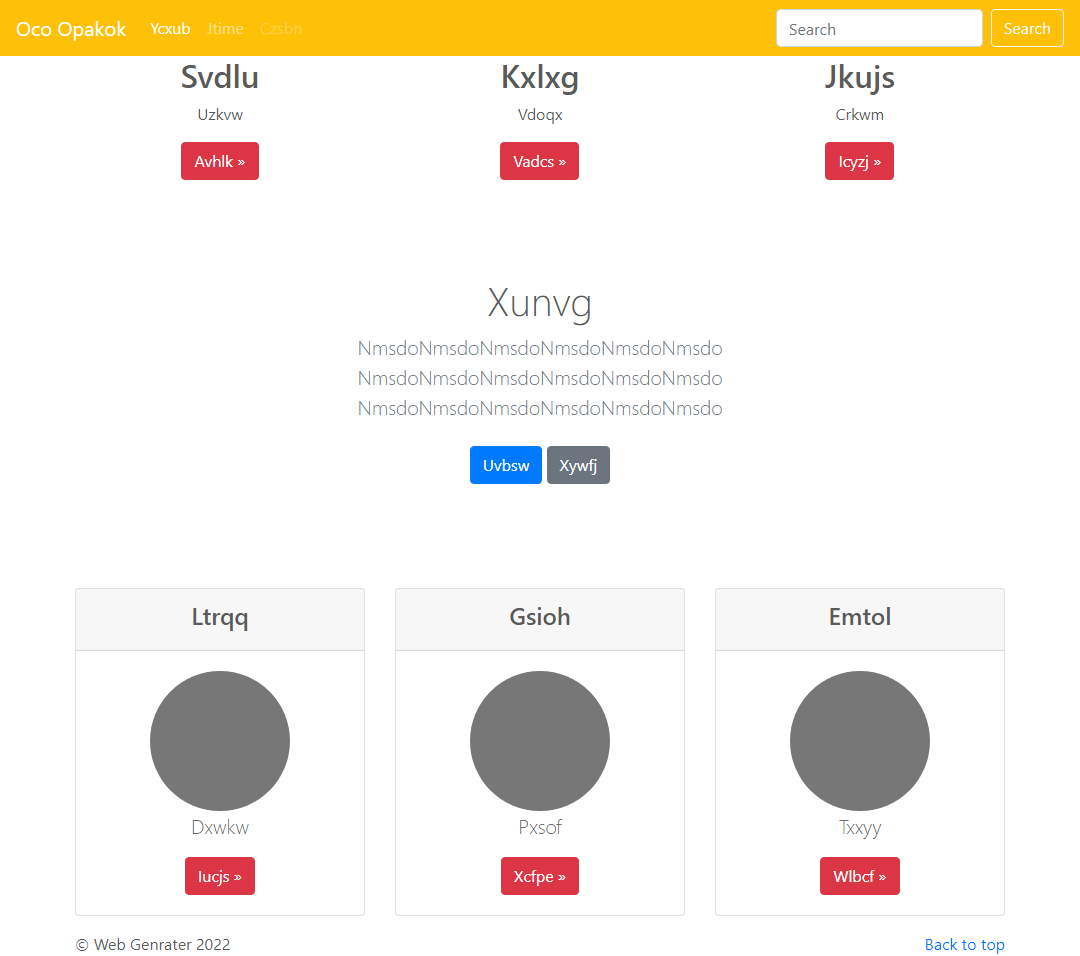 Oco Opakok Ycxub Jtime Czsbn Search Search
Svdlu Kxlxg Jkujs
Uzkvw Vdoqx Crkwm
Avhlk » Vadcs » Icyzj »
Xunvg
NmsdoNmsdoNmsdoNmsdoNmsdoNmsdo
NmsdoNmsdoNmsdoNmsdoNmsdoNmsdo
NmsdoNmsdoNmsdoNmsdoNmsdoNmsdo
Uvbsw Xywfj
Ltrqq Gsioh Emtol
Dxwkw Pxsof Txxyy
Iucjs » Xcfpe » Wlbcf »
© Web Genrater 2022 Back to top